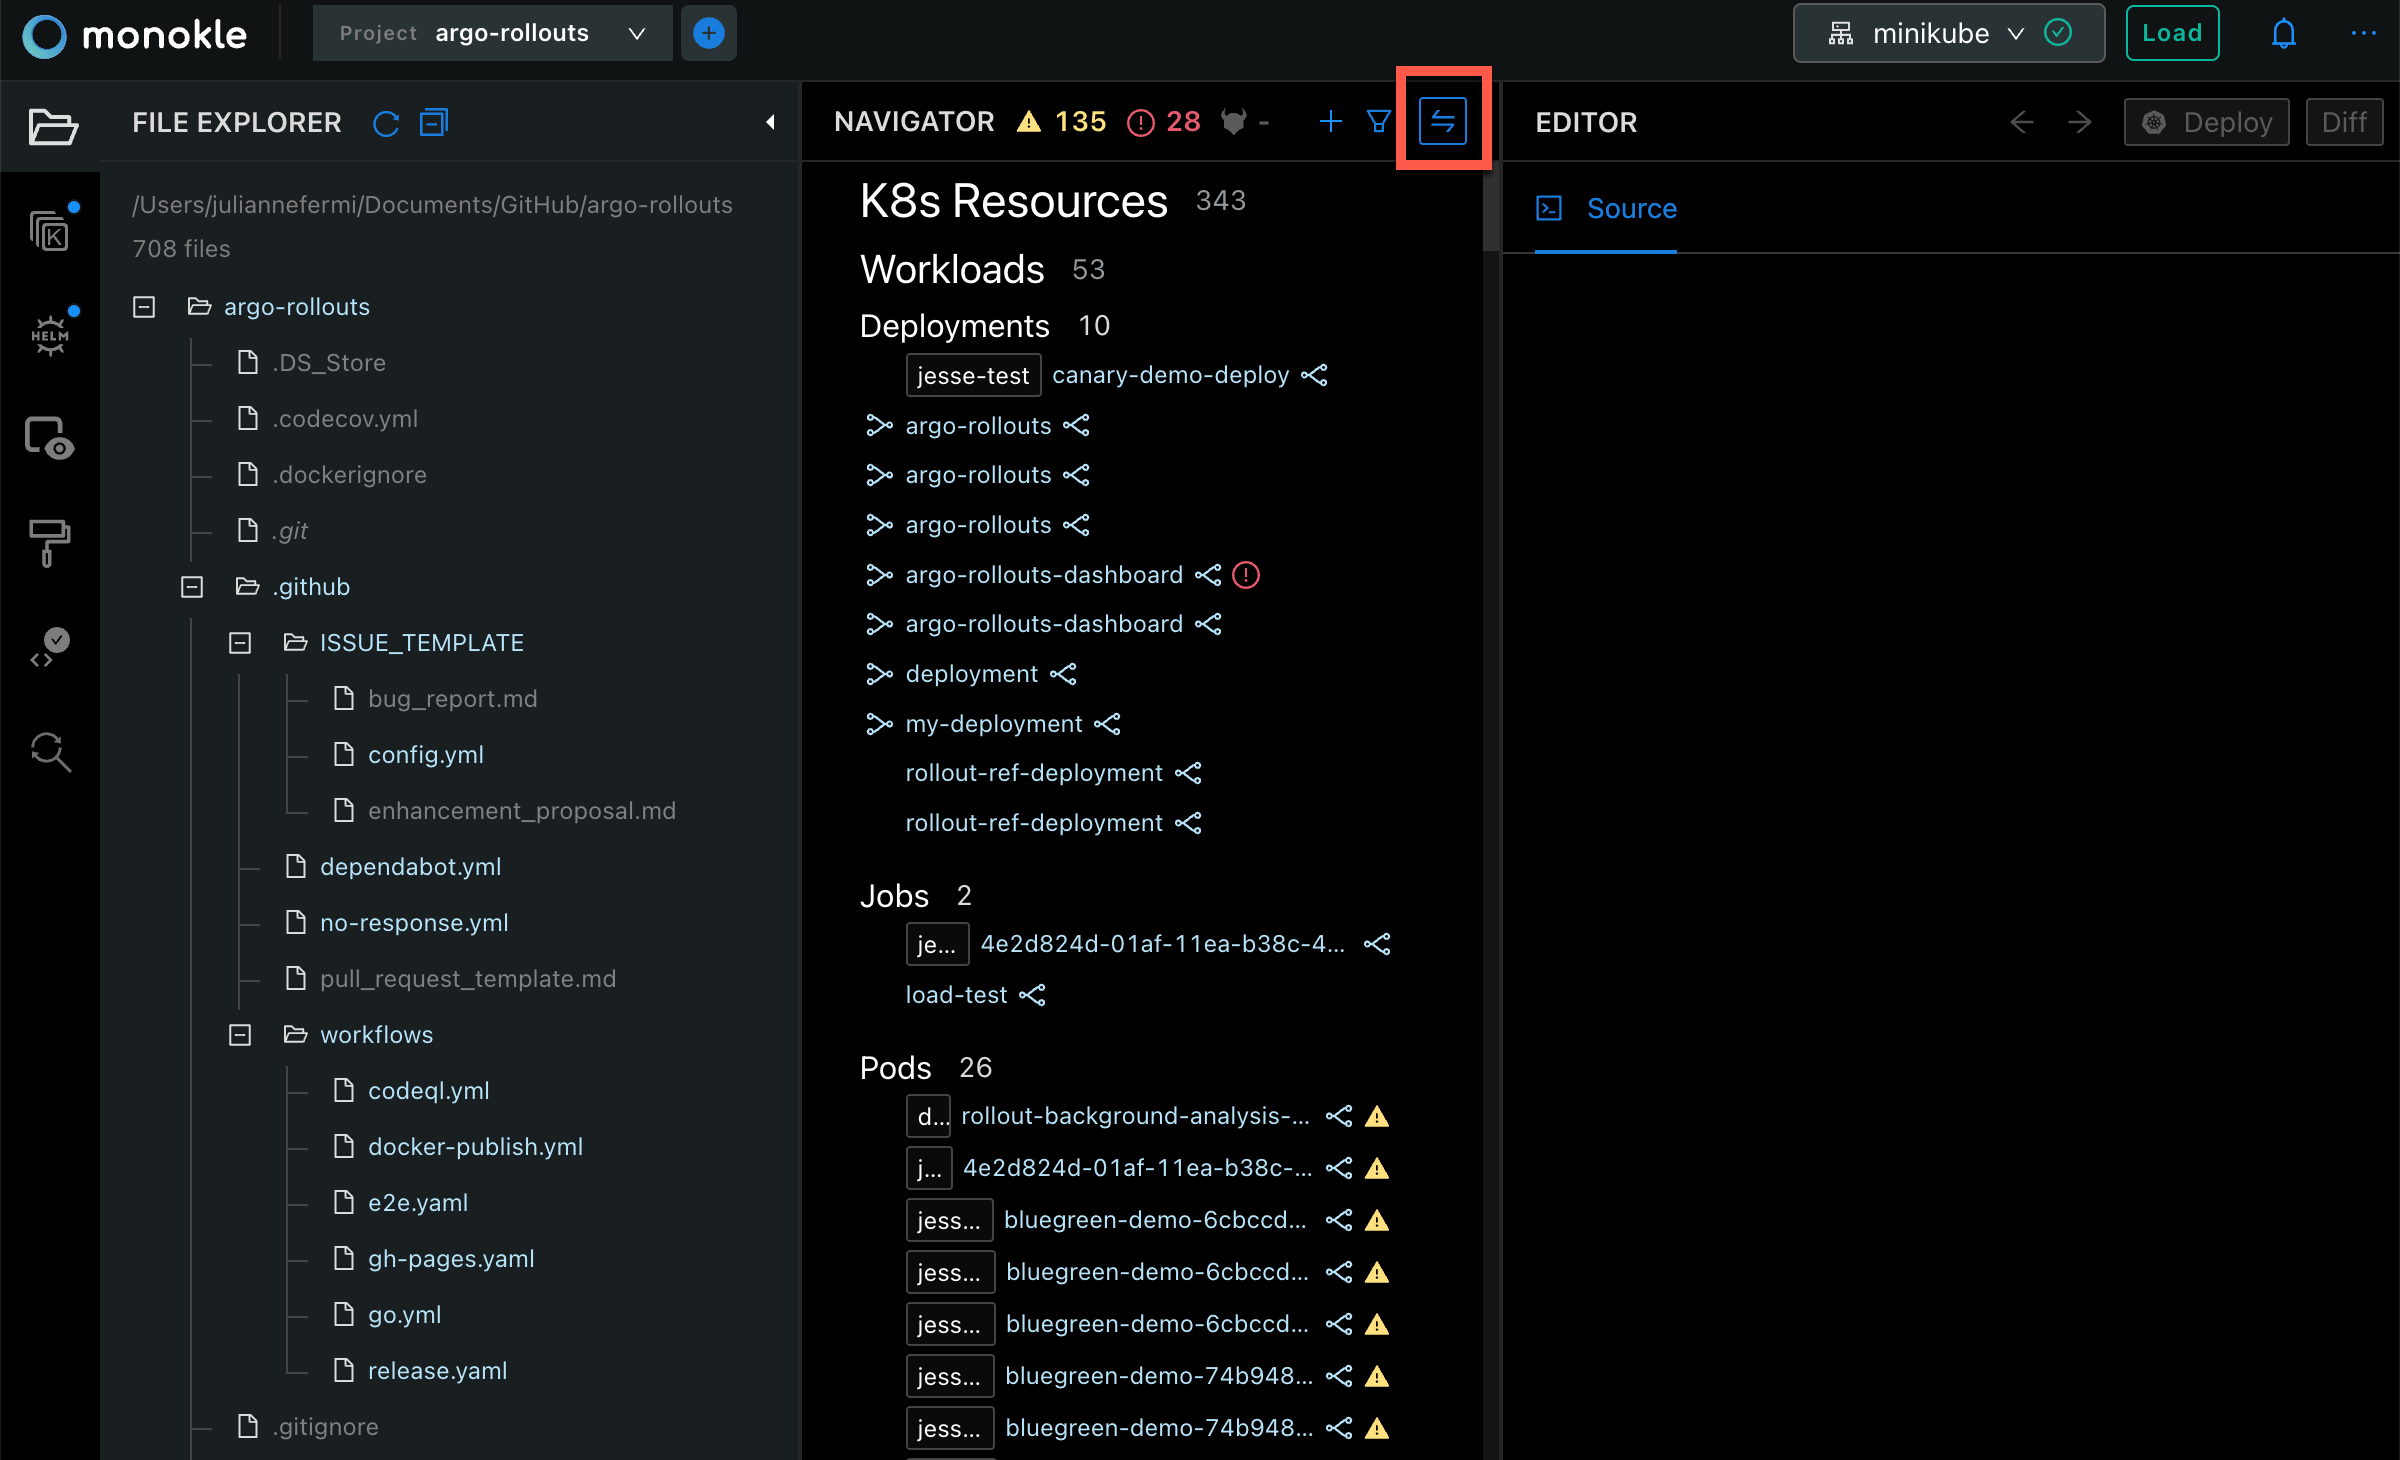 monokle
Project argo-rollouts
minikube
Load
FILE EXPLORER
/Users/juliannefermi/Documents/GitHub/argo-rollouts
708 files
argo-rollouts
.DS_Store
.codecov.yml
.dockerignore
.git
.github
ISSUE_TEMPLATE
bug_report.md
config.yml
enhancement_proposal.md
dependabot.yml
no-response.yml
pull_request_template.md
workflows
codeql.yml
docker-publish.yml
e2e.yaml
gh-pages.yaml
go.yml
release.yaml
.gitignore
K
HELM
NAVIGATOR 135 28 -
K8s Resources 343
Workloads 53
Deployments 10
jesse-test canary-demo-deploy
argo-rollouts
argo-rollouts
argo-rollouts
argo-rollouts-dashboard
argo-rollouts-dashboard
deployment
my-deployment
rollout-ref-deployment
rollout-ref-deployment
Jobs 2
je... 4e2d824d-01af-11ea-b38c-4...
load-test
Pods 26
d... rollout-background-analysis-...
j... 4e2d824d-01af-11ea-b38c-...
jess... bluegreen-demo-6cbccd...
jess... bluegreen-demo-6cbccd...
jess... bluegreen-demo-6cbccd...
jess... bluegreen-demo-74b948...
jess... bluegreen-demo-74b948...
EDITOR
Deploy
Diff
Source